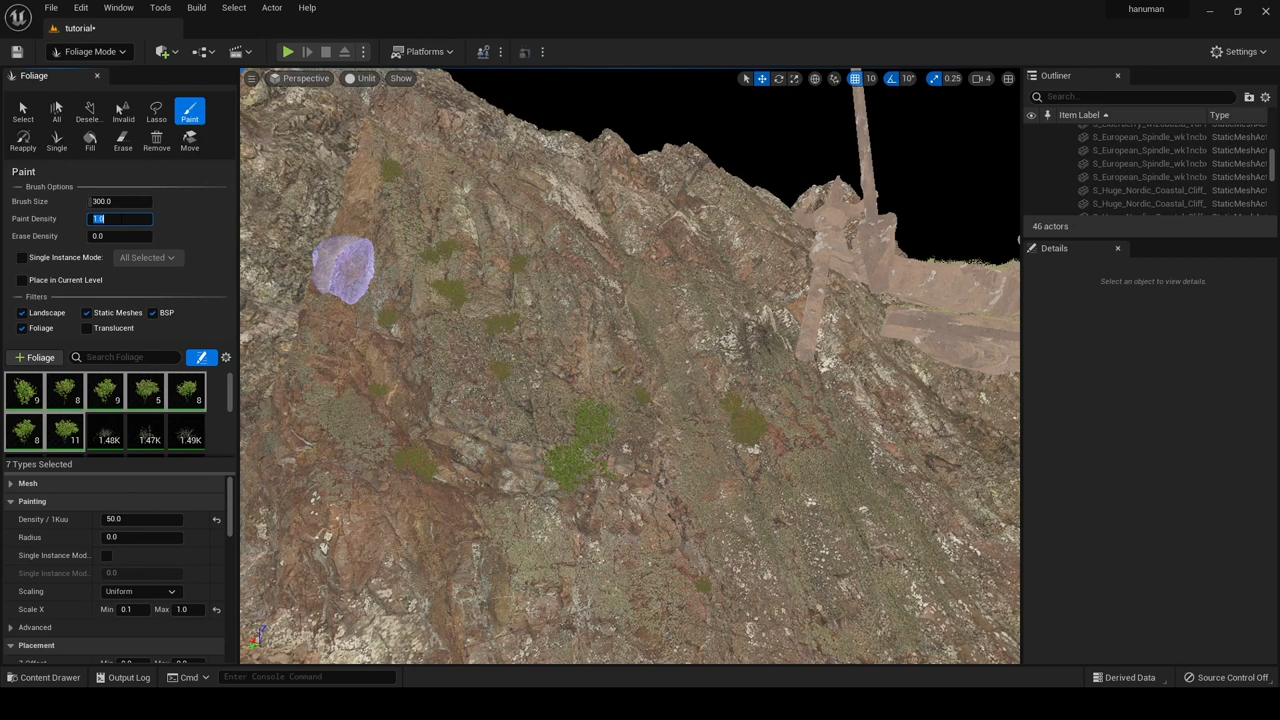 File Edit Window Tools Build Select Actor Help
hanuman
tutorial•
Foliage Mode
Platforms
Settings
Foliage
Perspective Unlit Show
10 10° 0.25 4
Outliner
Search...
Item Label Type
Select All Desele... Invalid Lasso Paint
Reapply Single Fill Erase Remove Move
S_European_Spindle_wk1ncbx StaticMeshAct
S_European_Spindle_wk1ncbx StaticMeshAct
S_European_Spindle_wk1ncbx StaticMeshAct
S_European_Spindle_wk1ncbx StaticMeshAct
S_Huge_Nordic_Coastal_Cliff_ StaticMeshAct
46 actors
Paint
Brush Options
Brush Size 300.0
Paint Density 1.0
Erase Density 0.0
Details
Single Instance Mode: All Selected
Select an object to view details.
Place in Current Level
Filters
Landscape Static Meshes BSP
Foliage Translucent
+ Foliage Search Foliage
9 8 9 5 8
8 11 1.48K 1.47K 1.49K
7 Types Selected
Mesh
Painting
Density / 1Kuu 50.0
Radius 0.0
Single Instance Mod..
Single Instance Mod.. 0.0
Scaling Uniform
Scale X Min 0.1 Max 1.0
Advanced
Placement
Content Drawer Output Log Cmd Enter Console Command Derived Data Source Control Off